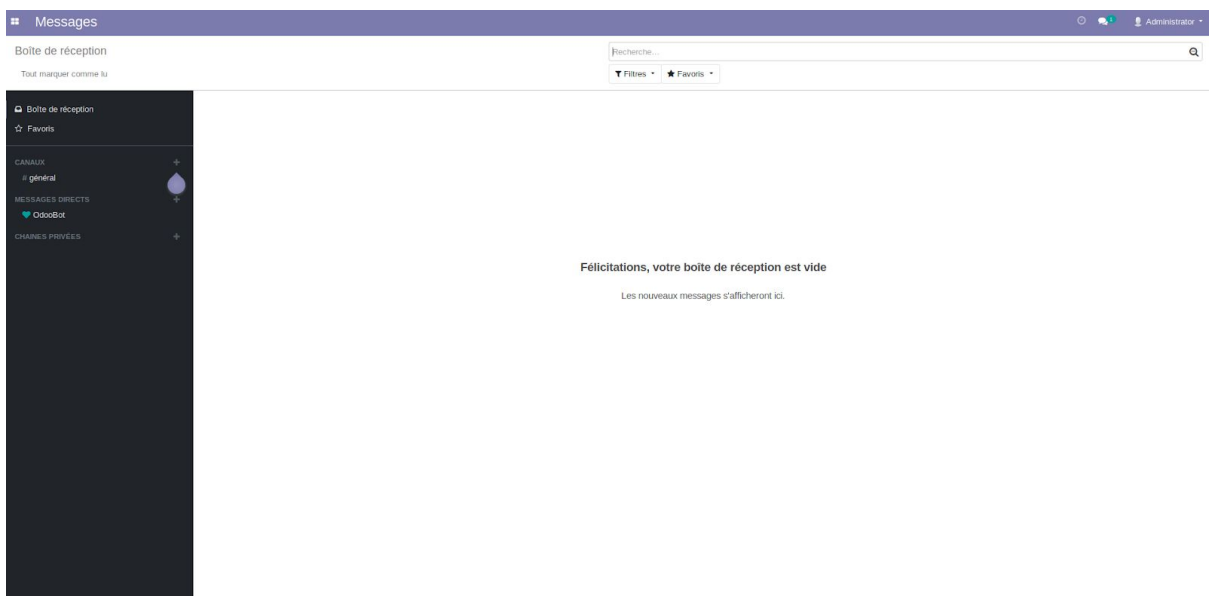 Messages
1
Administrator
Boîte de réception
Recherche...
Tout marquer comme lu
Filtres
Favoris
Boîte de réception
Favoris
CANAUX +
# général
MESSAGES DIRECTS +
OdooBot
CHAINES PRIVÉES +
Félicitations, votre boîte de réception est vide
Les nouveaux messages s'afficheront ici.